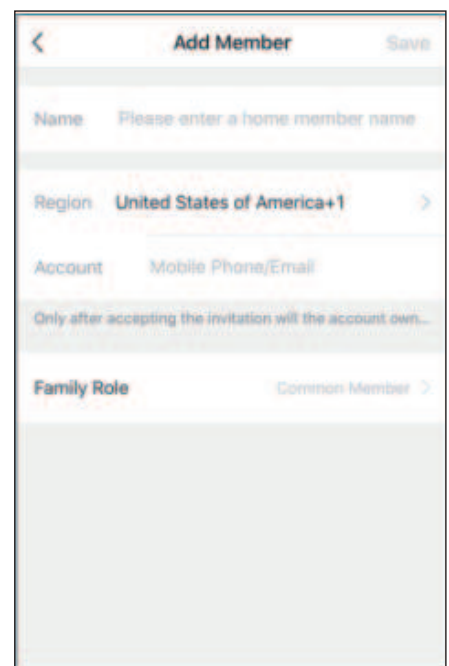 Add Member Save
Name Please enter a home member name
Region United States of America+1
Account Mobile Phone/Email
Only after accepting the invitation will the account own...
Family Role Common Member